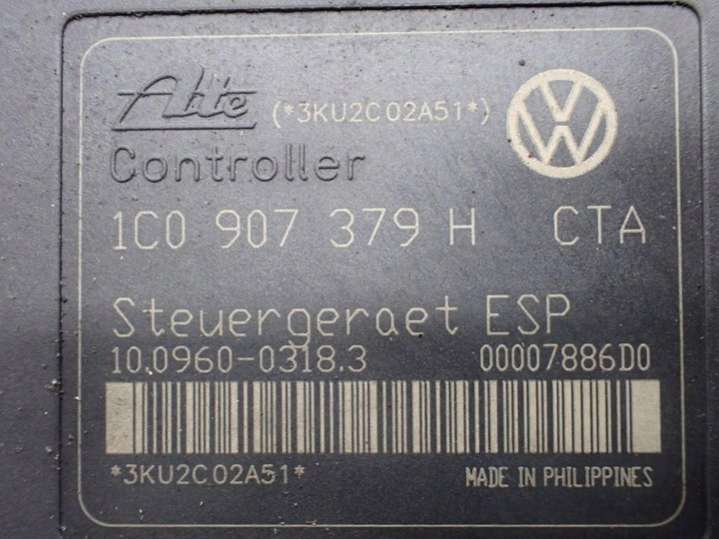 Ate (*3KU2C02A51*)
Controller
1C0 907 379 H CTA
Steuergeraet ESP
10.0960-0318.3 00007886D0
*3KU2C02A51* MADE IN PHILIPPINES